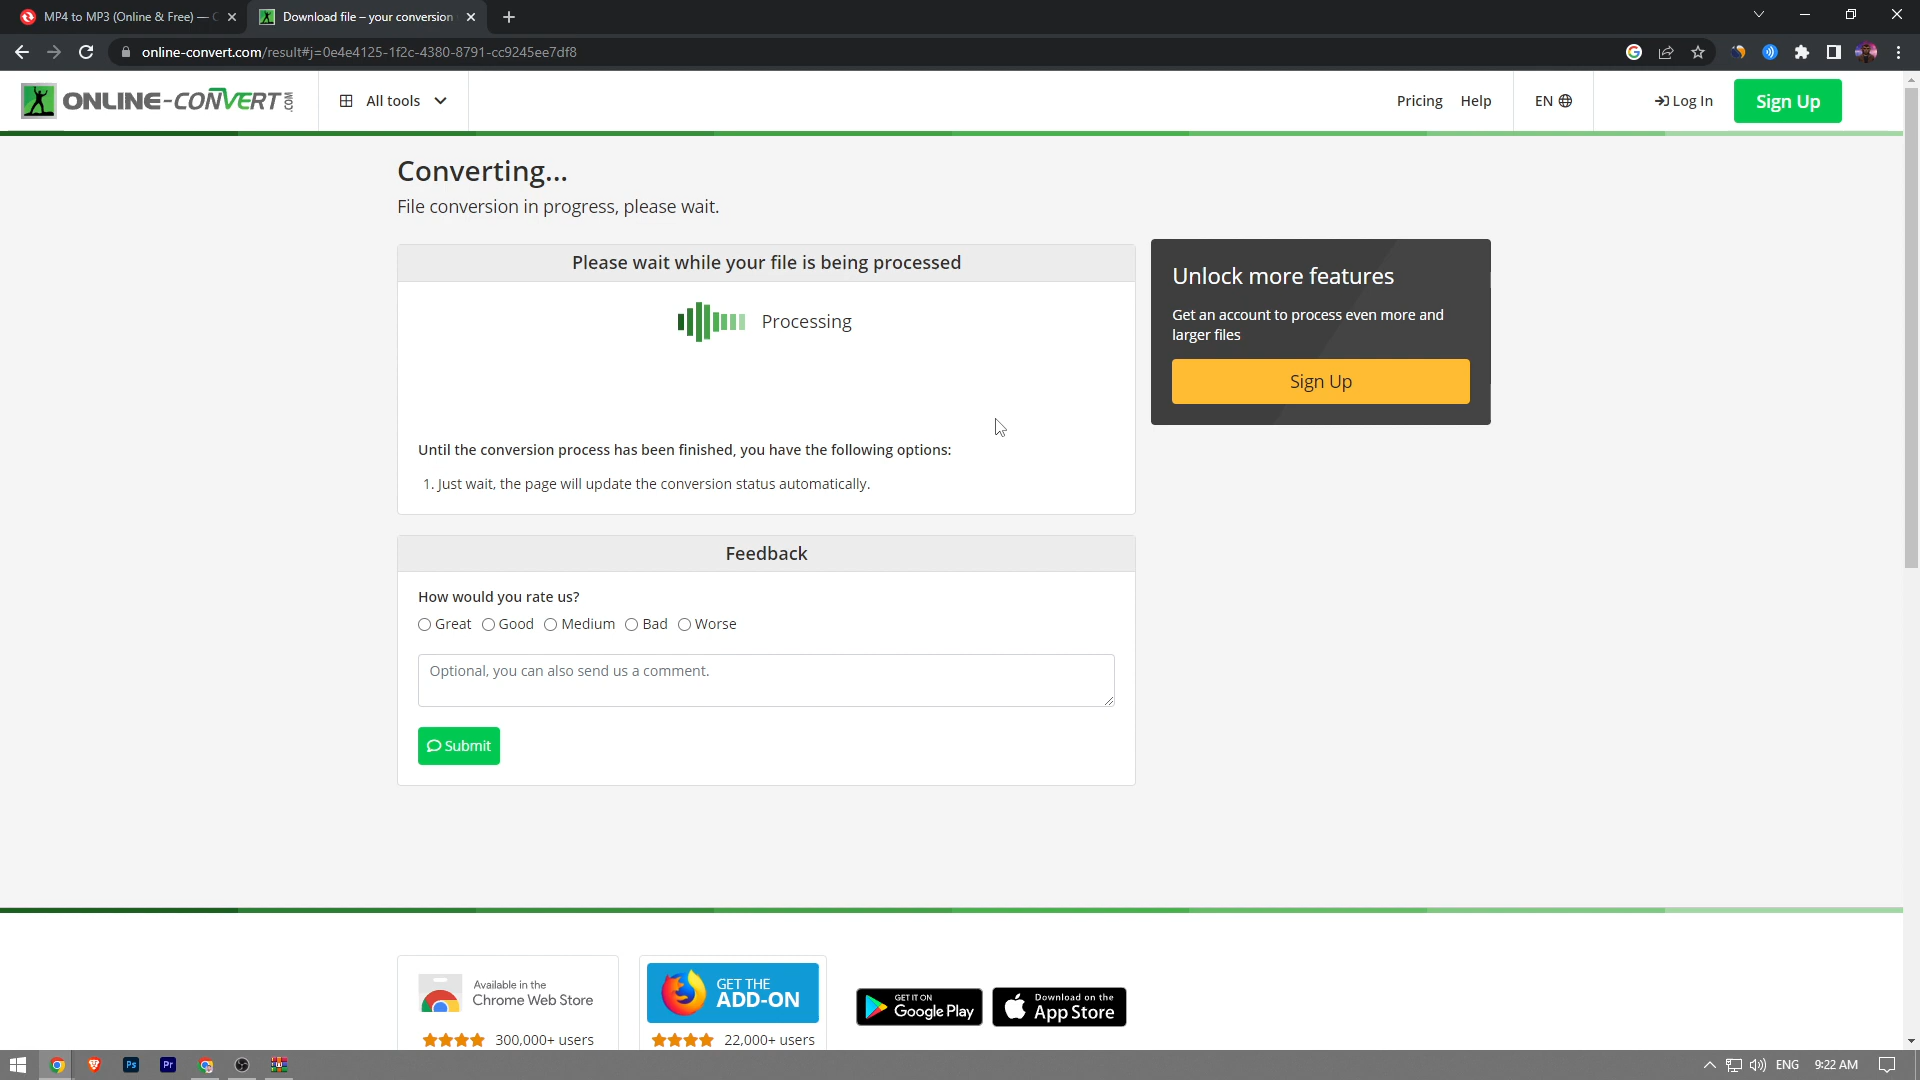 MP4 to MP3 (Online & Free) —
Download file – your conversion
online-convert.com/result#j=0e4e4125-1f2c-4380-8791-cc9245ee7df8
ONLINE-CONVERT.COM
All tools
Pricing
Help
EN
Log In
Sign Up
Converting...
File conversion in progress, please wait.
Please wait while your file is being processed
Processing
Until the conversion process has been finished, you have the following options:
1. Just wait, the page will update the conversion status automatically.
Unlock more features
Get an account to process even more and
larger files
Sign Up
Feedback
How would you rate us?
Great Good Medium Bad Worse
Optional, you can also send us a comment.
Submit
Available in the
Chrome Web Store
300,000+ users
GET THE
ADD-ON
22,000+ users
GET IT ON
Google Play
Download on the
App Store
Ps
Pr
ENG
9:22 AM